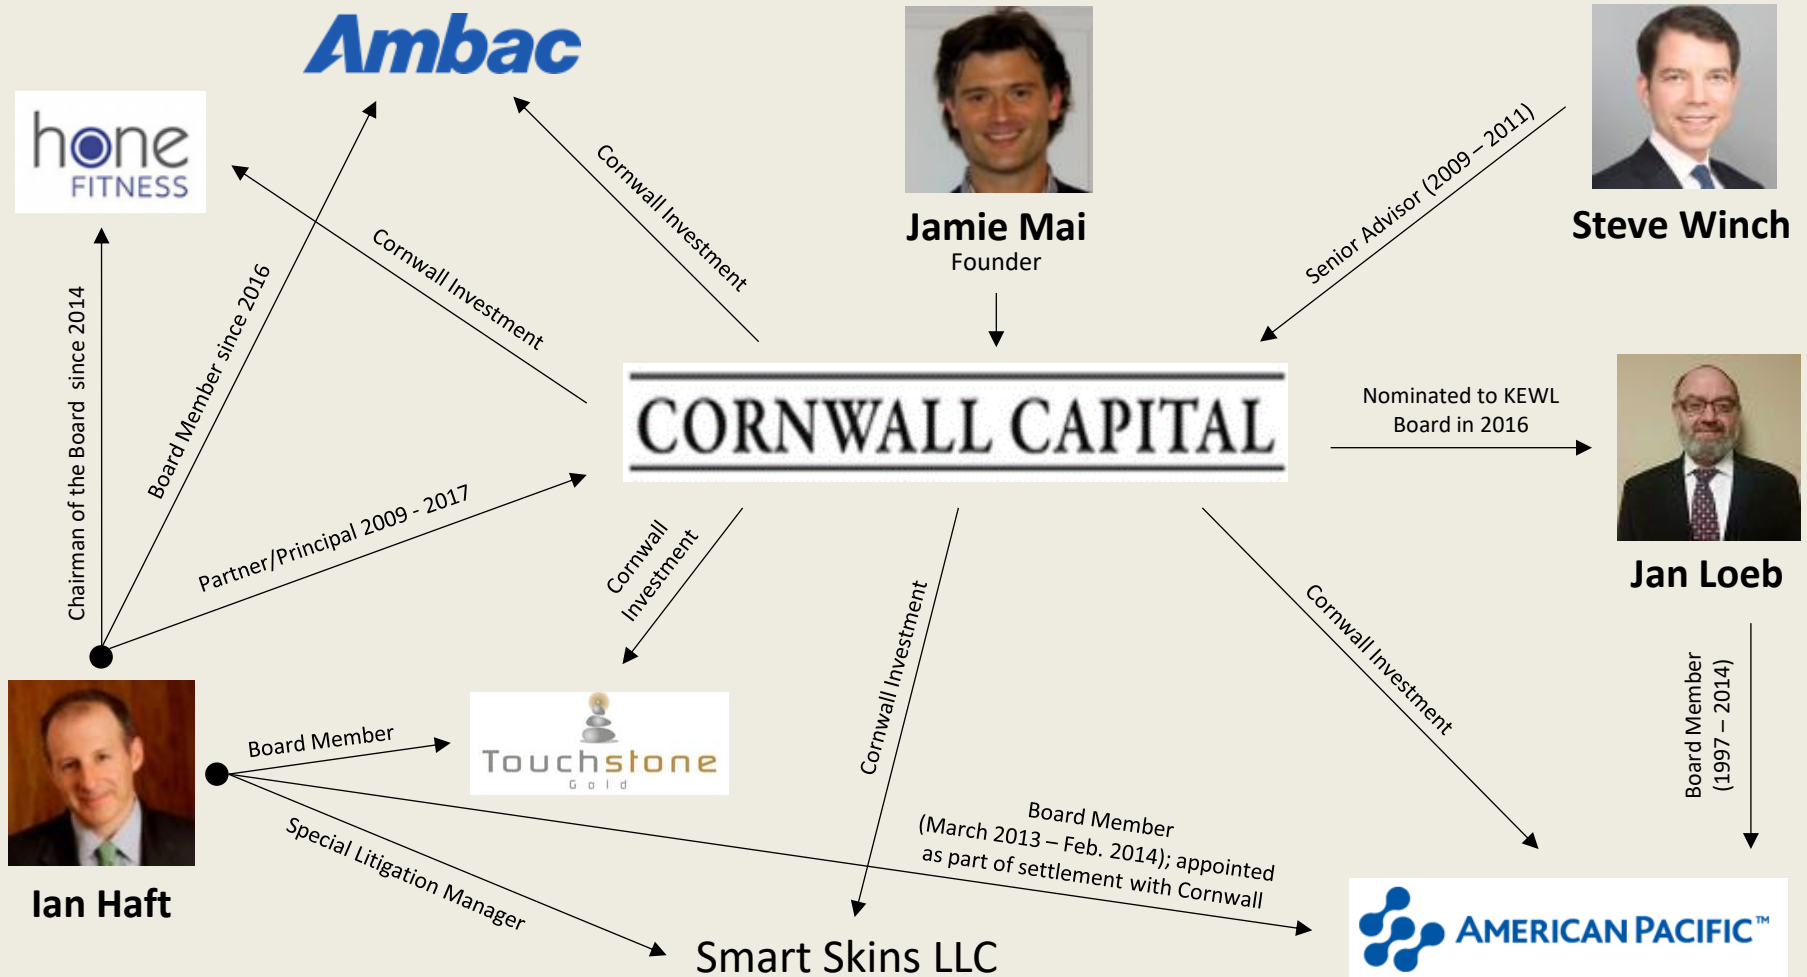 Ambac
hone
FITNESS
Jamie Mai
Founder
Steve Winch
Senior Advisor (2009 – 2011)
Cornwall Investment
Cornwall Investment
Chairman of the Board  since 2014
Board Member since 2016
Partner/Principal 2009 - 2017
CORNWALL CAPITAL
Nominated to KEWL
Board in 2016
Jan Loeb
Cornwall
Investment
Cornwall Investment
Cornwall Investment
Board Member
(1997 – 2014)
Ian Haft
Board Member
Touchstone
Gold
Special Litigation Manager
Board Member
(March 2013 – Feb. 2014); appointed
as part of settlement with Cornwall
Smart Skins LLC
AMERICAN PACIFIC™